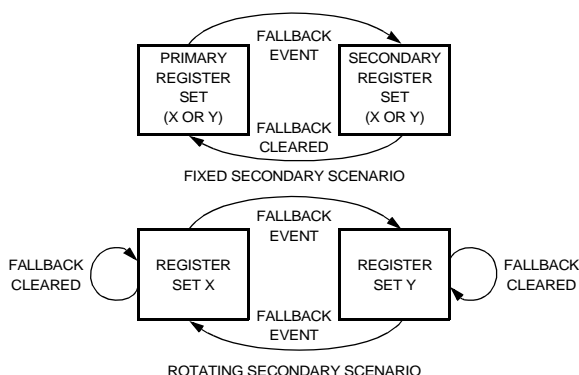 FALLBACK
EVENT
PRIMARY
REGISTER
SET
(X OR Y)
SECONDARY
REGISTER
SET
(X OR Y)
FALLBACK
CLEARED
FIXED SECONDARY SCENARIO
FALLBACK
EVENT
FALLBACK
CLEARED
REGISTER
SET X
REGISTER
SET Y
FALLBACK
CLEARED
FALLBACK
EVENT
ROTATING SECONDARY SCENARIO